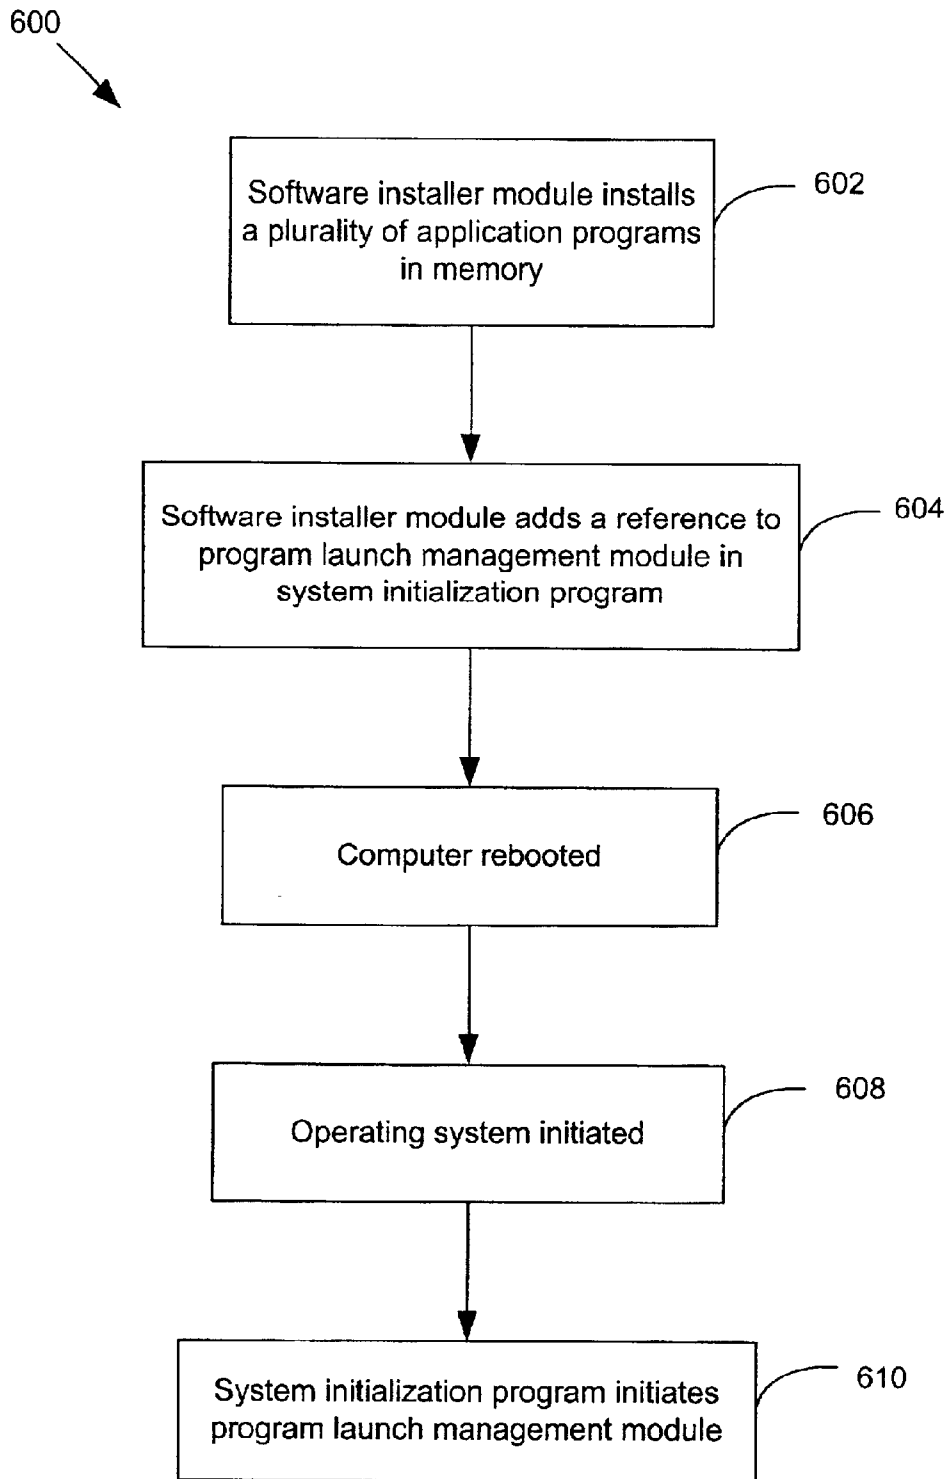 600
Software installer module installs
a plurality of application programs
in memory
602
Software installer module adds a reference to
program launch management module in
system initialization program
604
Computer rebooted
606
Operating system initiated
608
System initialization program initiates
program launch management module
610